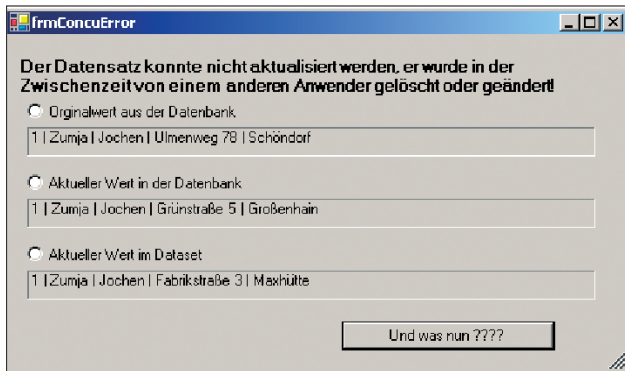 frmConcuError
Der Datensatz konnte nicht aktualisiert werden, er wurde in der
Zwischenzeit von einem anderen Anwender gelöscht oder geändert!
Orginalwert aus der Datenbank
1 | Zumja | Jochen | Ulmenweg 78 | Schöndorf
Aktueller Wert in der Datenbank
1 | Zumja | Jochen | Grünstraße 5 | Großenhain
Aktueller Wert im Dataset
1 | Zumja | Jochen | Fabrikstraße 3 | Maxhütte
Und was nun ????